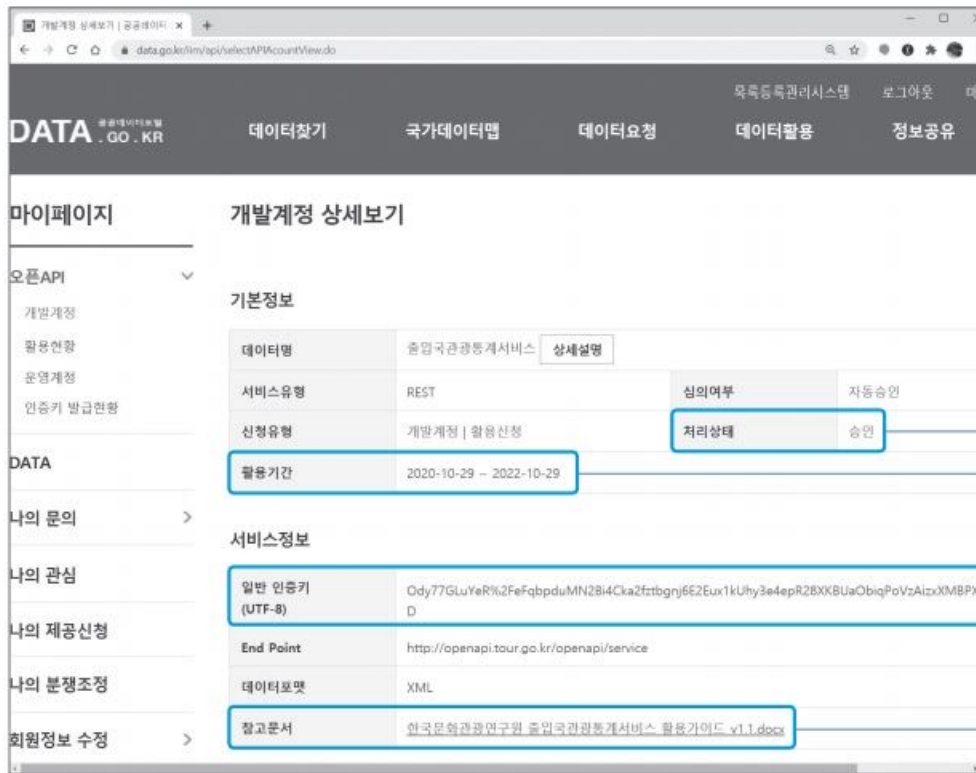 개발계정 상세보기 | 공공데이터
data.go.kr/iim/api/selectAPIAcountView.do
목록등록관리시스템 로그아웃 마
DATA 공공데이터포털 .GO.KR
데이터찾기 국가데이터맵 데이터요청 데이터활용 정보공유
마이페이지
오픈API
개발계정
활용현황
운영계정
인증키 발급현황
DATA
나의 문의
나의 관심
나의 제공신청
나의 분쟁조정
회원정보 수정
개발계정 상세보기
기본정보
데이터명 출입국관광통계서비스 상세설명
서비스유형 REST 심의여부 자동승인
신청유형 개발계정 | 활용신청 처리상태 승인
활용기간 2020-10-29 ~ 2022-10-29
서비스정보
일반 인증키
(UTF-8)
End Point http://openapi.tour.go.kr/openapi/service
데이터포맷 XML
참고문서 한국문화관광연구원 출입국관광통계서비스 활용가이드 v1.1.docx